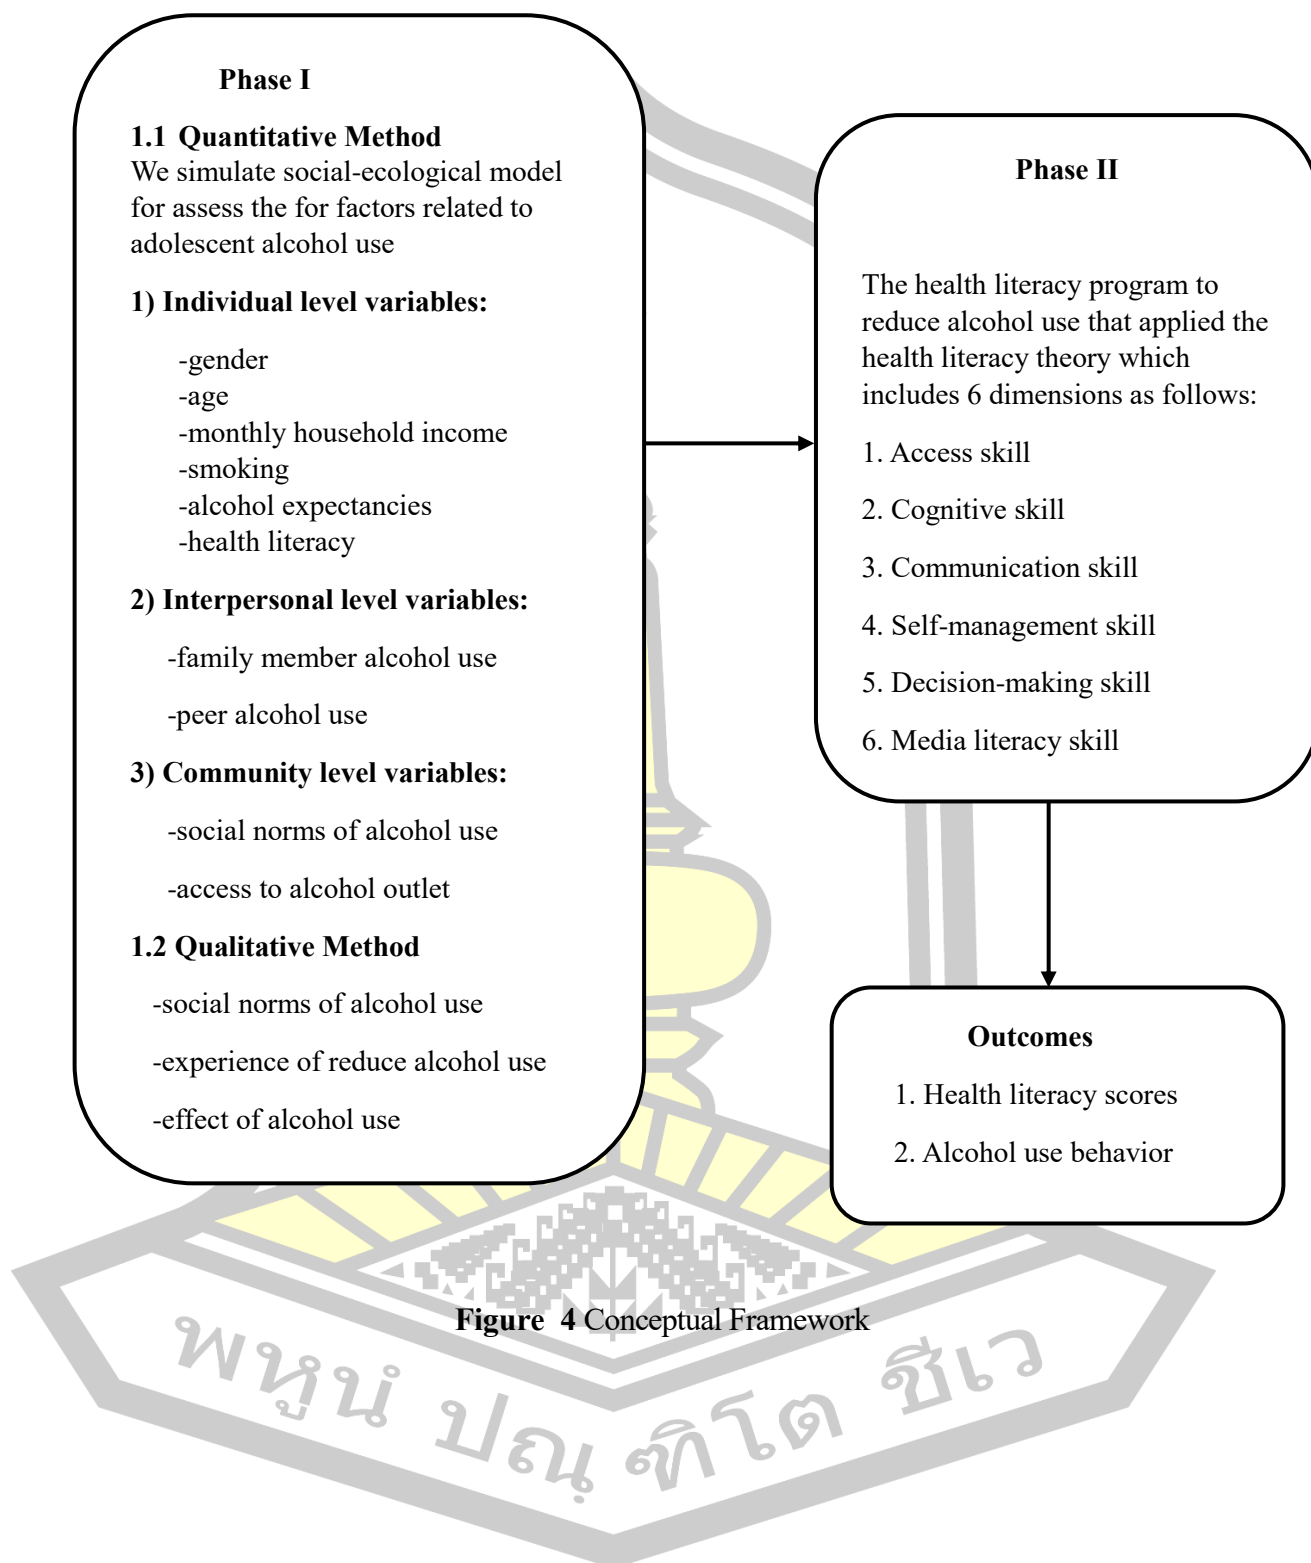 Phase I
1.1 Quantitative Method
We simulate social-ecological model
for assess the for factors related to
adolescent alcohol use
1) Individual level variables:
-gender
-age
-monthly household income
-smoking
-alcohol expectancies
-health literacy
2) Interpersonal level variables:
-family member alcohol use
-peer alcohol use
3) Community level variables:
-social norms of alcohol use
-access to alcohol outlet
1.2 Qualitative Method
-social norms of alcohol use
-experience of reduce alcohol use
-effect of alcohol use
Phase II
The health literacy program to
reduce alcohol use that applied the
health literacy theory which
includes 6 dimensions as follows:
1. Access skill
2. Cognitive skill
3. Communication skill
4. Self-management skill
5. Decision-making skill
6. Media literacy skill
Outcomes
1. Health literacy scores
2. Alcohol use behavior
Figure 4 Conceptual Framework
พหูนํ ปณฺฑิโต ชีเว